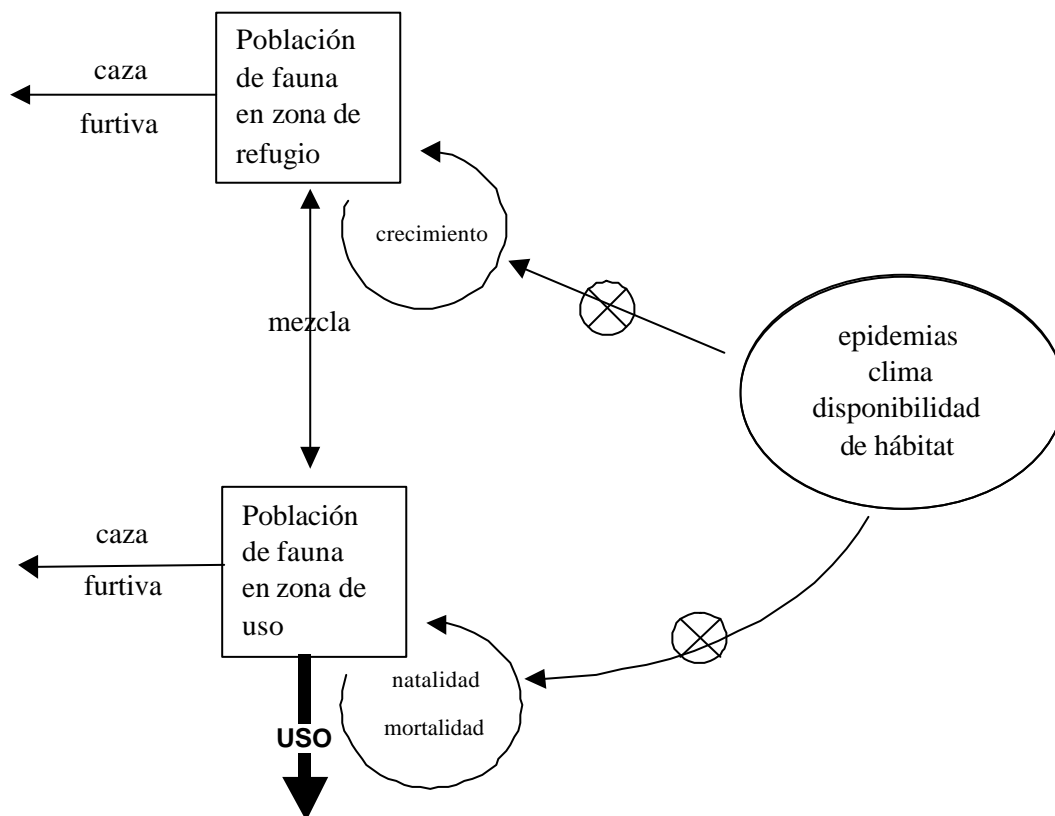 Población
de fauna
en zona de
refugio
caza
furtiva
crecimiento
mezcla
epidemias
clima
disponibilidad
de hábitat
Población
de fauna
en zona de
uso
caza
furtiva
natalidad
mortalidad
USO